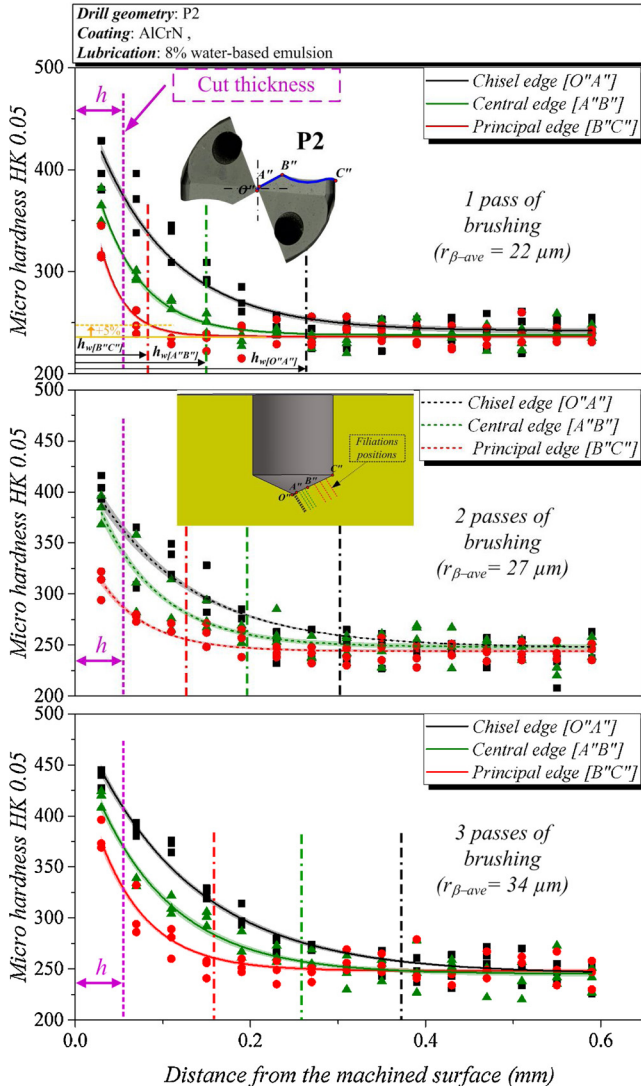 Drill geometry: P2
Coating: AlCrN ,
Lubrication: 8% water-based emulsion
500
450
400
350
300
250
200
Micro hardness HK 0.05
h
Cut thickness
Chisel edge [O"A"]
Central edge [A"B"]
Principal edge [B"C"]
P2
A"
B"
C"
O"
1 pass of
brushing
(rβ–ave = 22 µm)
+5%
hw[B"C"]
hw[A"B"]
hw[O"A"]
500
450
400
350
300
250
200
Micro hardness HK 0.05
h
Chisel edge [O"A"]
Central edge [A"B"]
Principal edge [B"C"]
Filiations
positions
C"
B"
A"
O"
2 passes of
brushing
(rβ–ave= 27 µm)
500
450
400
350
300
250
200
Micro hardness HK 0.05
h
Chisel edge [O"A"]
Central edge [A"B"]
Principal edge [B"C"]
3 passes of
brushing
(rβ–ave= 34 µm)
0.0 0.2 0.4 0.6
Distance from the machined surface (mm)